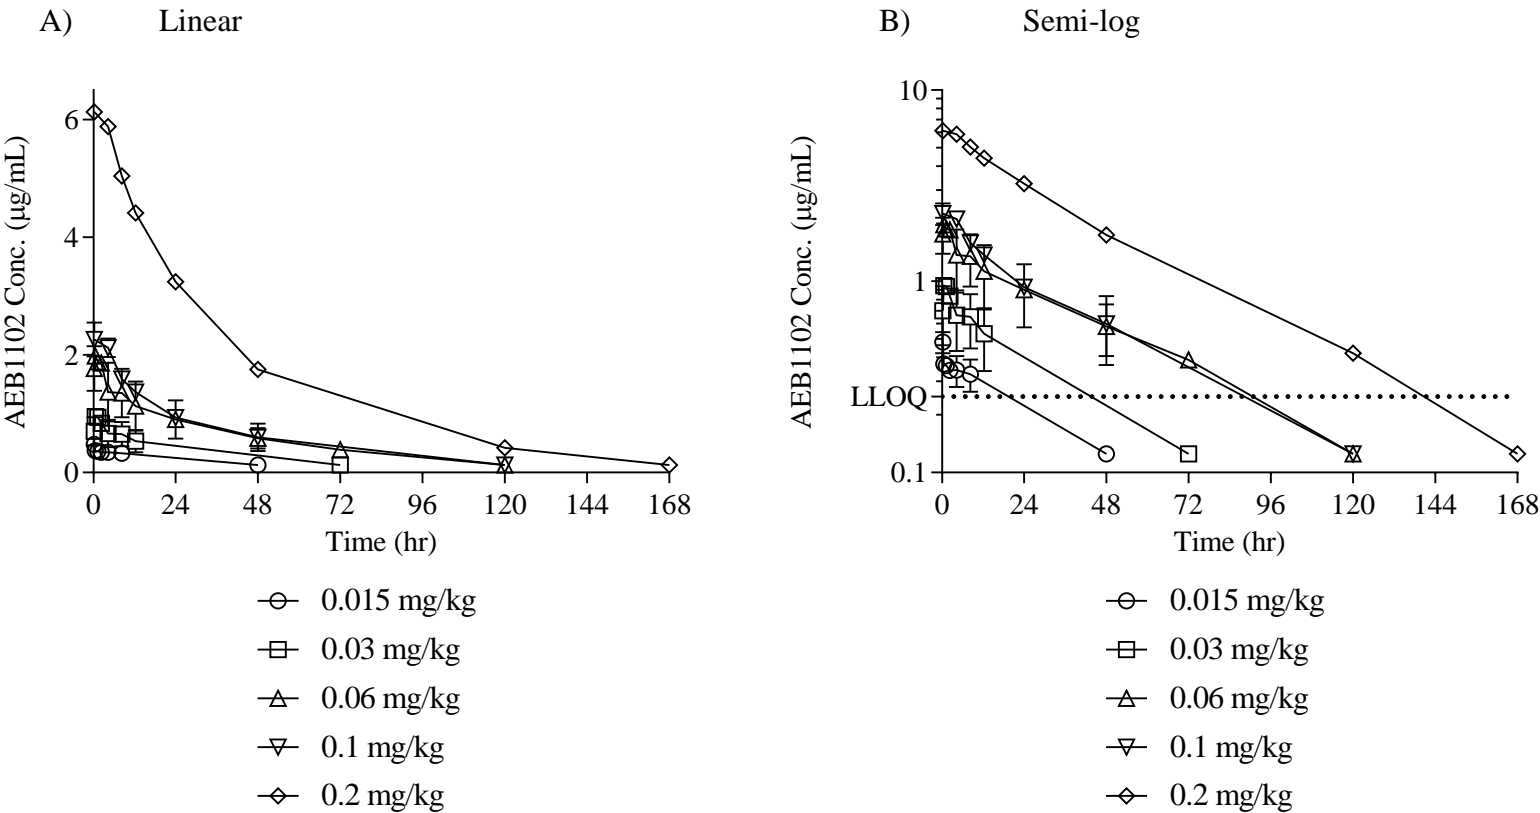 A) Linear
AEB1102 Conc. (µg/mL)
6
4
2
0
0 24 48 72 96 120 144 168
Time (hr)
0.015 mg/kg
0.03 mg/kg
0.06 mg/kg
0.1 mg/kg
0.2 mg/kg
B) Semi-log
AEB1102 Conc. (µg/mL)
10
1
LLOQ
0.1
0 24 48 72 96 120 144 168
Time (hr)
0.015 mg/kg
0.03 mg/kg
0.06 mg/kg
0.1 mg/kg
0.2 mg/kg